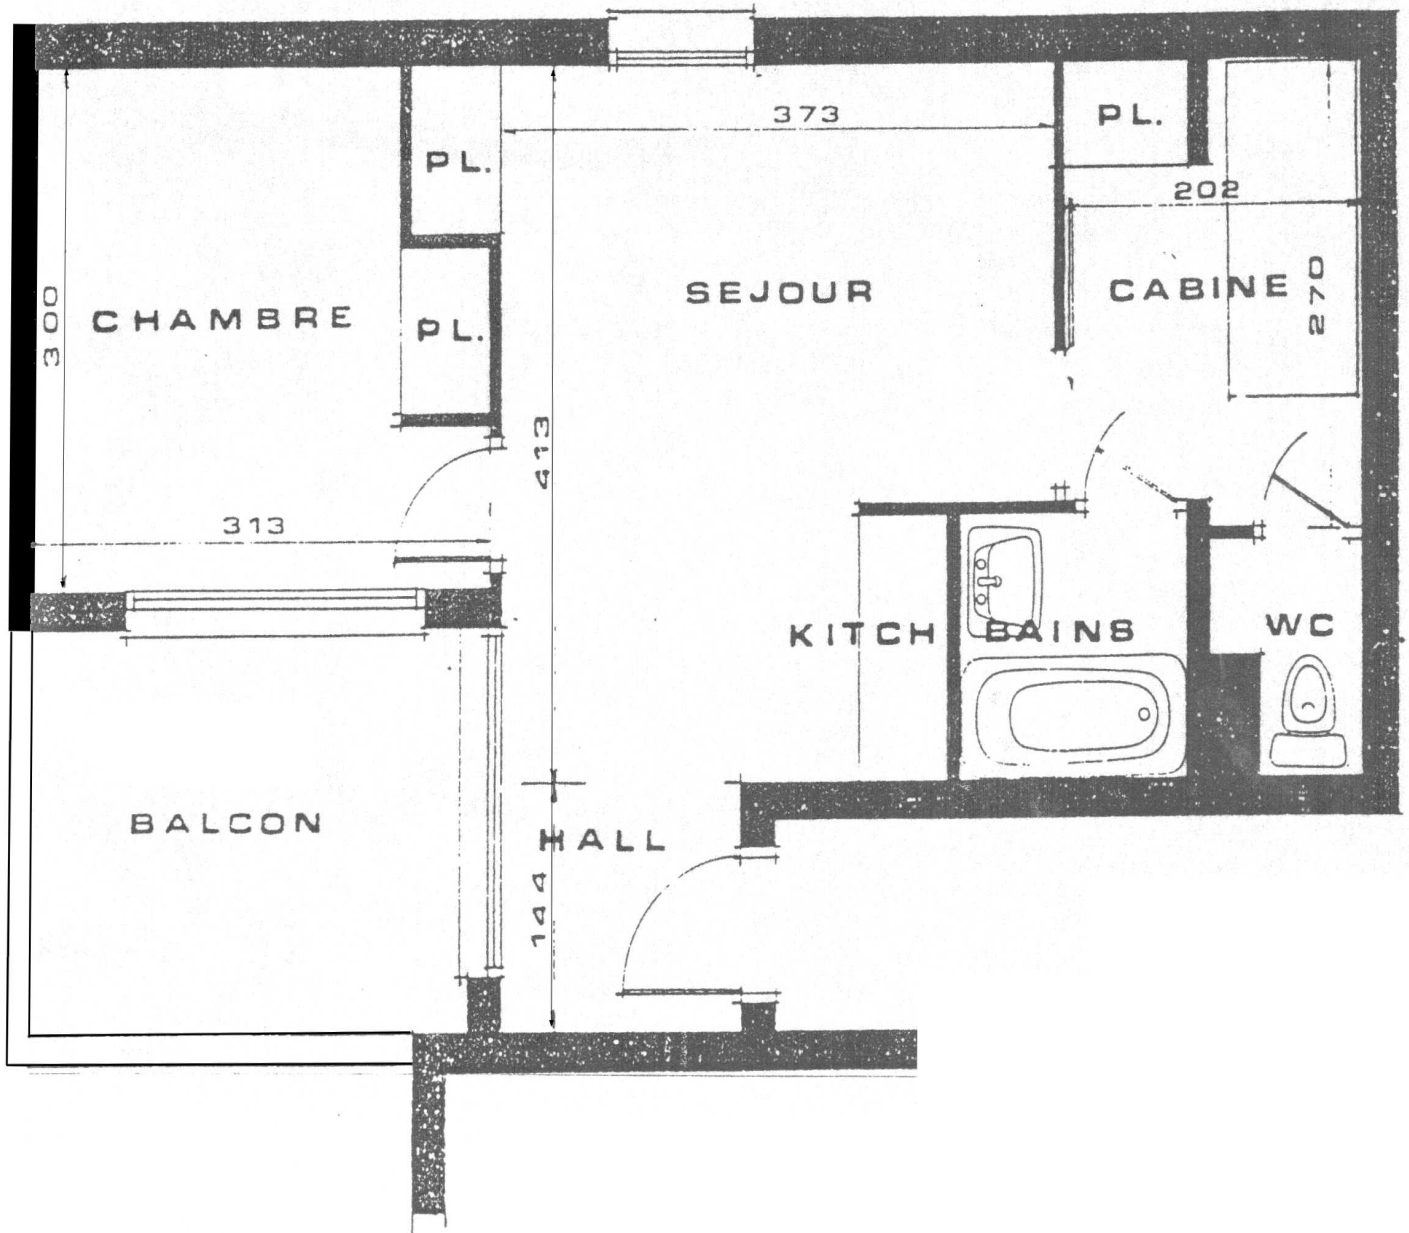 373
PL.
PL.
202
SEJOUR
CABINE
270
300
CHAMBRE
PL.
413
313
KITCH
BAINS
WC
BALCON
HALL
144